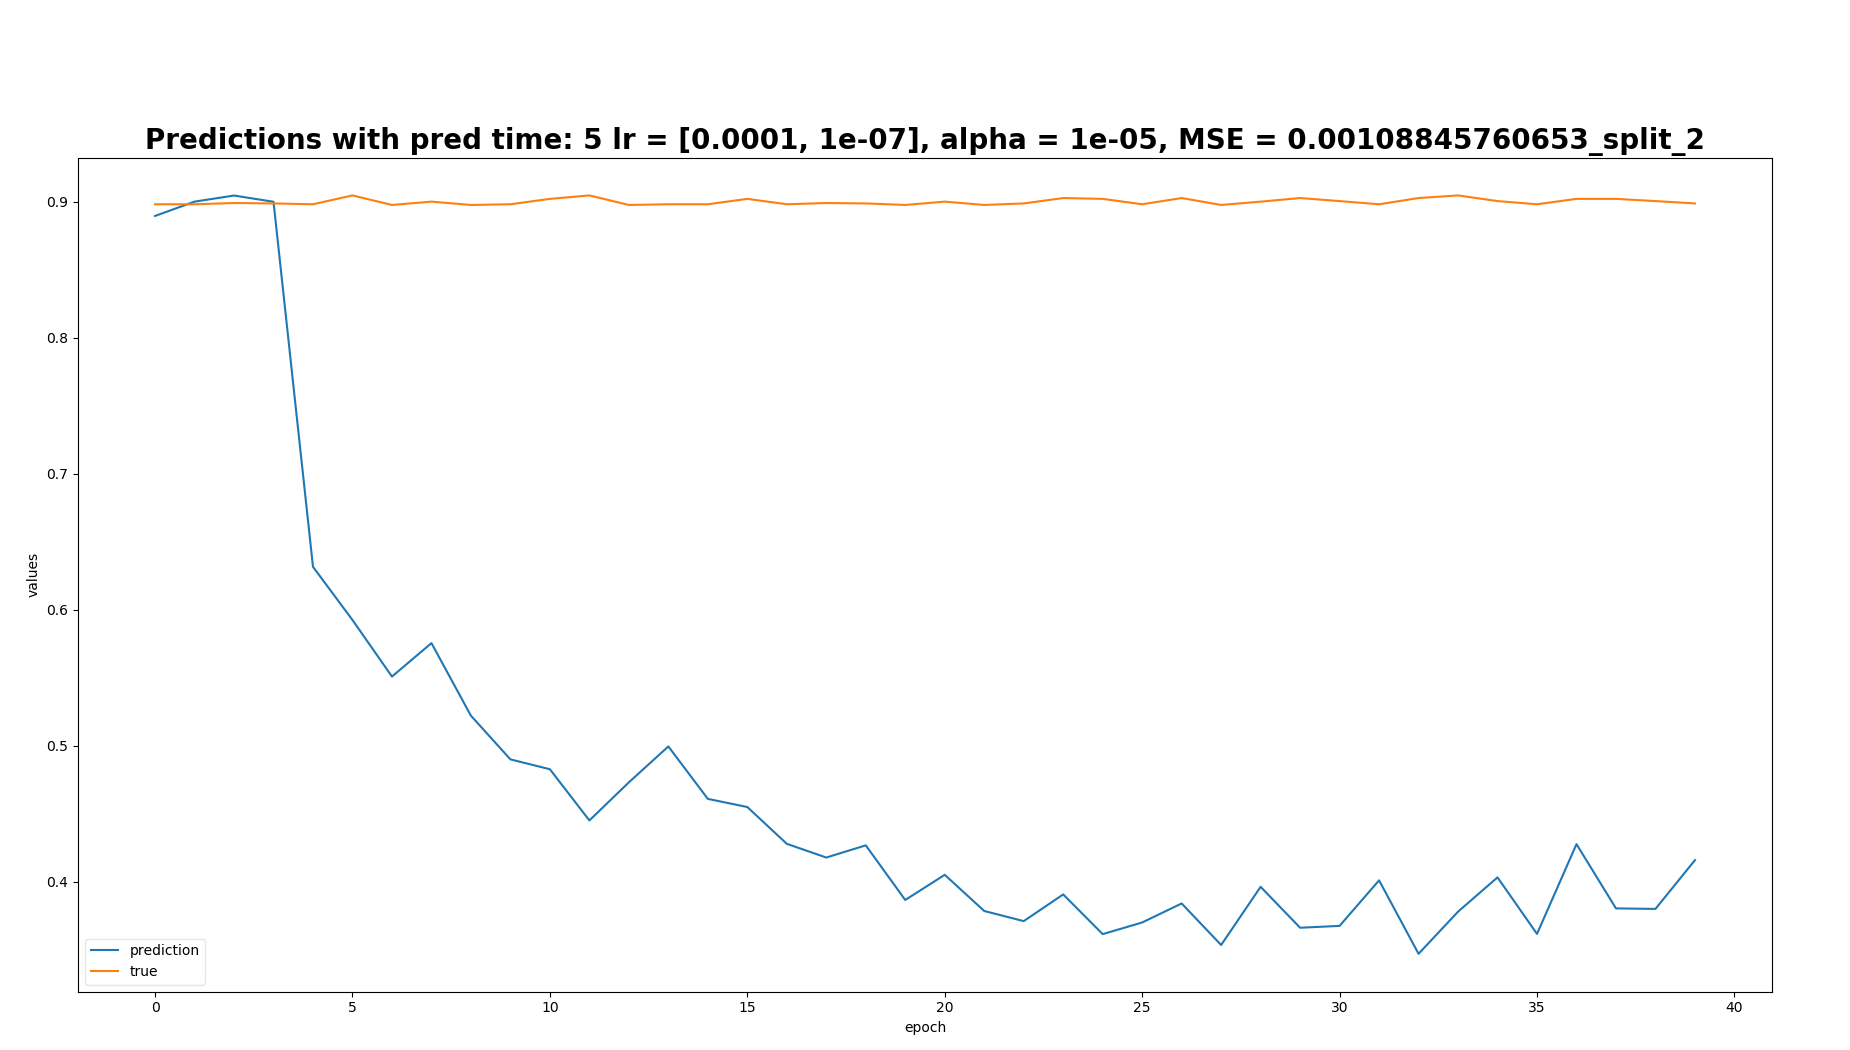 Predictions with pred time: 5 lr = [0.0001, 1e-07], alpha = 1e-05, MSE = 0.00108845760653_split_2
0.9
0.8
0.7
0.6
0.5
0.4
values
prediction
true
0 5 10 15 20 25 30 35 40
epoch